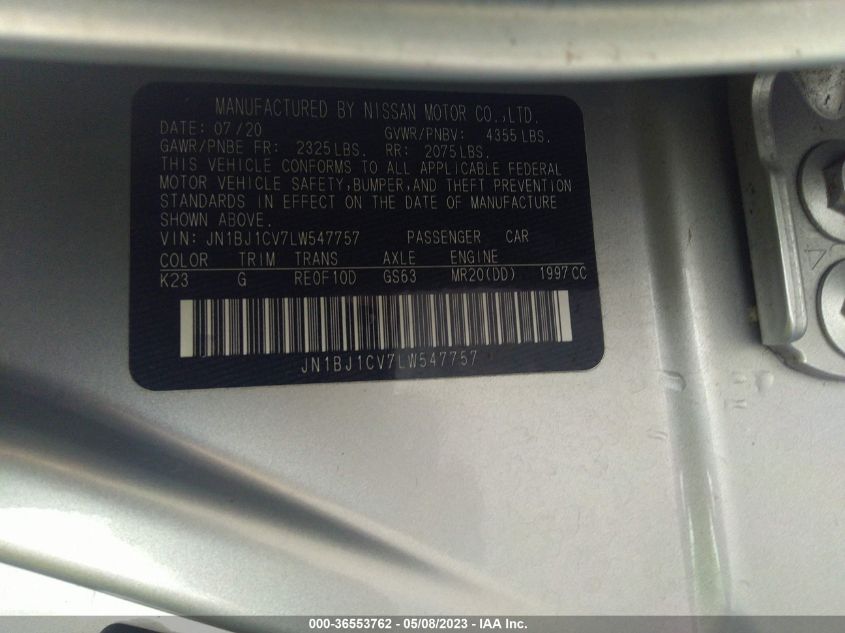 MANUFACTURED BY NISSAN MOTOR CO.,LTD.
DATE: 07/20 GVWR/PNBV: 4355 LBS.
GAWR/PNBE FR: 2325 LBS. RR: 2075 LBS.
THIS VEHICLE CONFORMS TO ALL APPLICABLE FEDERAL
MOTOR VEHICLE SAFETY, BUMPER, AND THEFT PREVENTION
STANDARDS IN EFFECT ON THE DATE OF MANUFACTURE
SHOWN ABOVE.
VIN: JN1BJ1CV7LW547757 PASSENGER CAR
COLOR TRIM TRANS AXLE ENGINE
K23 G RE0F10D GS63 MR20(DD) 1997 CC
JN1BJ1CV7LW547757
000-36553762 - 05/08/2023 - IAA Inc.